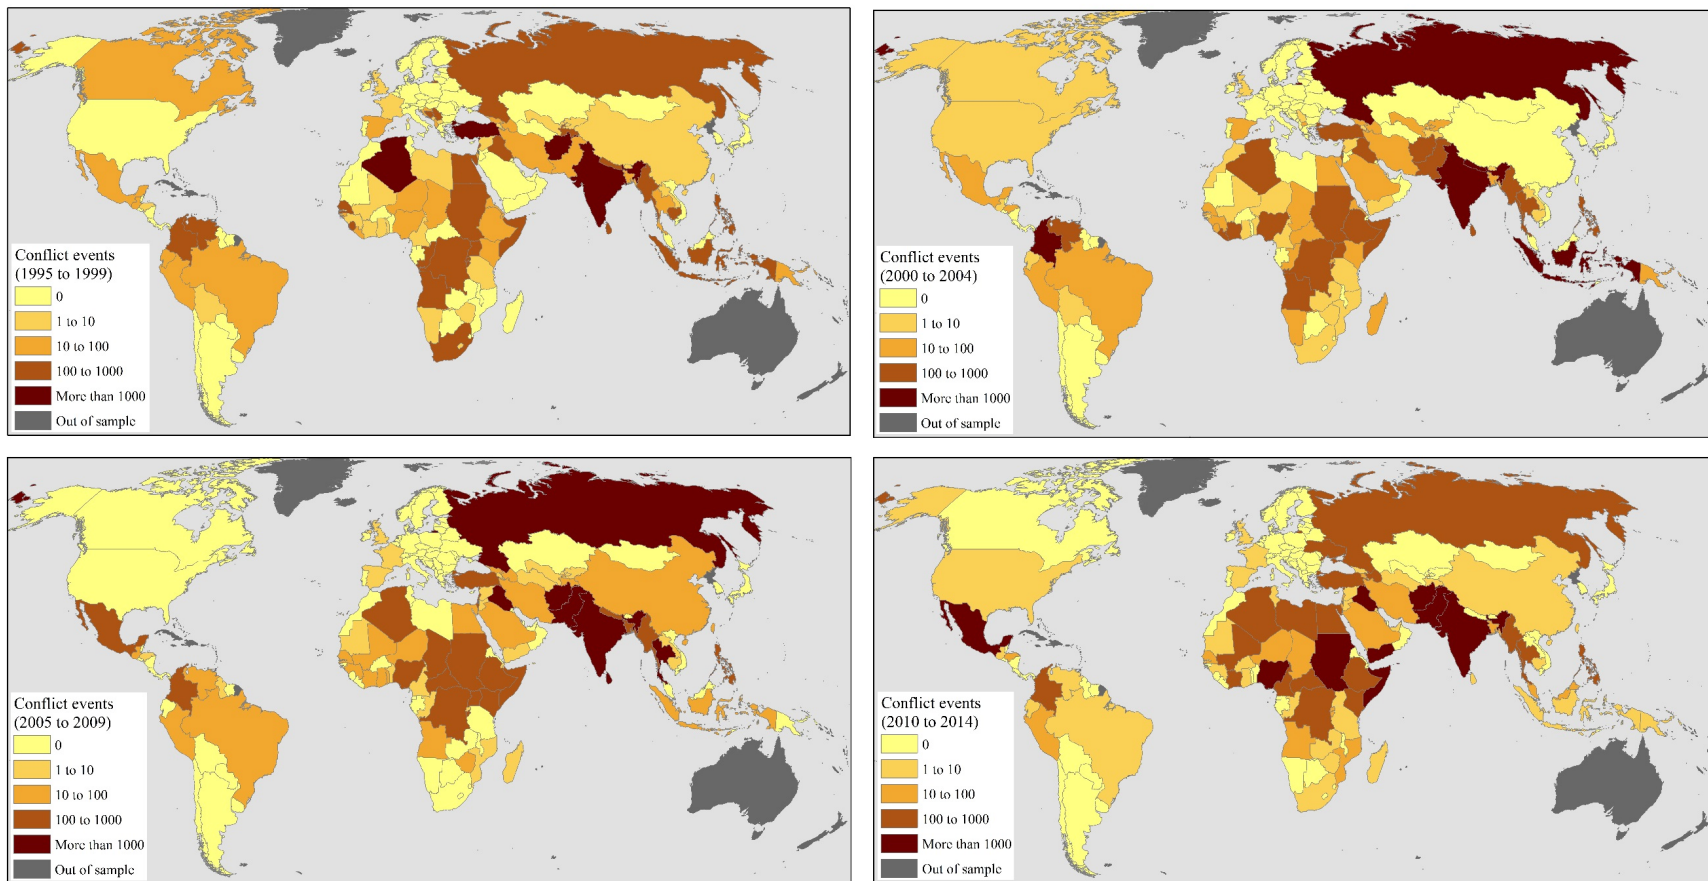 Conflict events
(1995 to 1999)
0
1 to 10
10 to 100
100 to 1000
More than 1000
Out of sample
Conflict events
(2000 to 2004)
0
1 to 10
10 to 100
100 to 1000
More than 1000
Out of sample
Conflict events
(2005 to 2009)
0
1 to 10
10 to 100
100 to 1000
More than 1000
Out of sample
Conflict events
(2010 to 2014)
0
1 to 10
10 to 100
100 to 1000
More than 1000
Out of sample